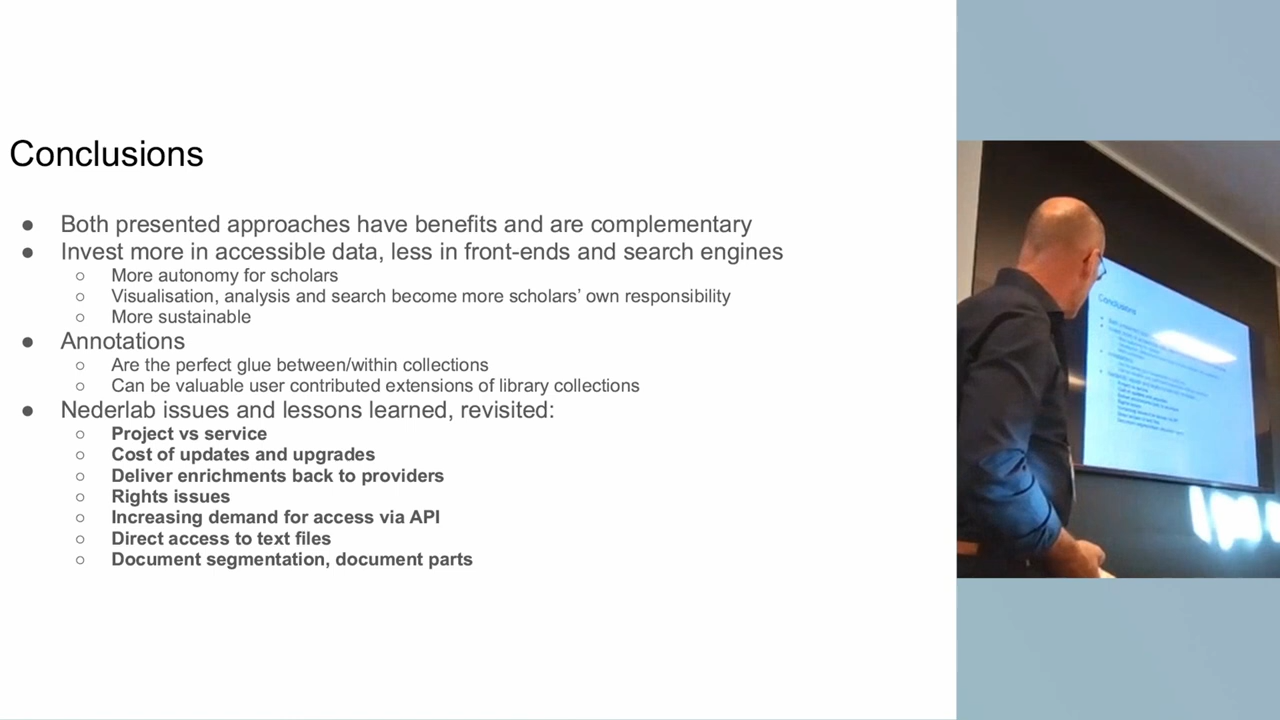 Conclusions
● Both presented approaches have benefits and are complementary
● Invest more in accessible data, less in front-ends and search engines
○ More autonomy for scholars
○ Visualisation, analysis and search become more scholars’ own responsibility
○ More sustainable
● Annotations
○ Are the perfect glue between/within collections
○ Can be valuable user contributed extensions of library collections
● Nederlab issues and lessons learned, revisited:
○ Project vs service
○ Cost of updates and upgrades
○ Deliver enrichments back to providers
○ Rights issues
○ Increasing demand for access via API
○ Direct access to text files
○ Document segmentation, document parts
Conclusions